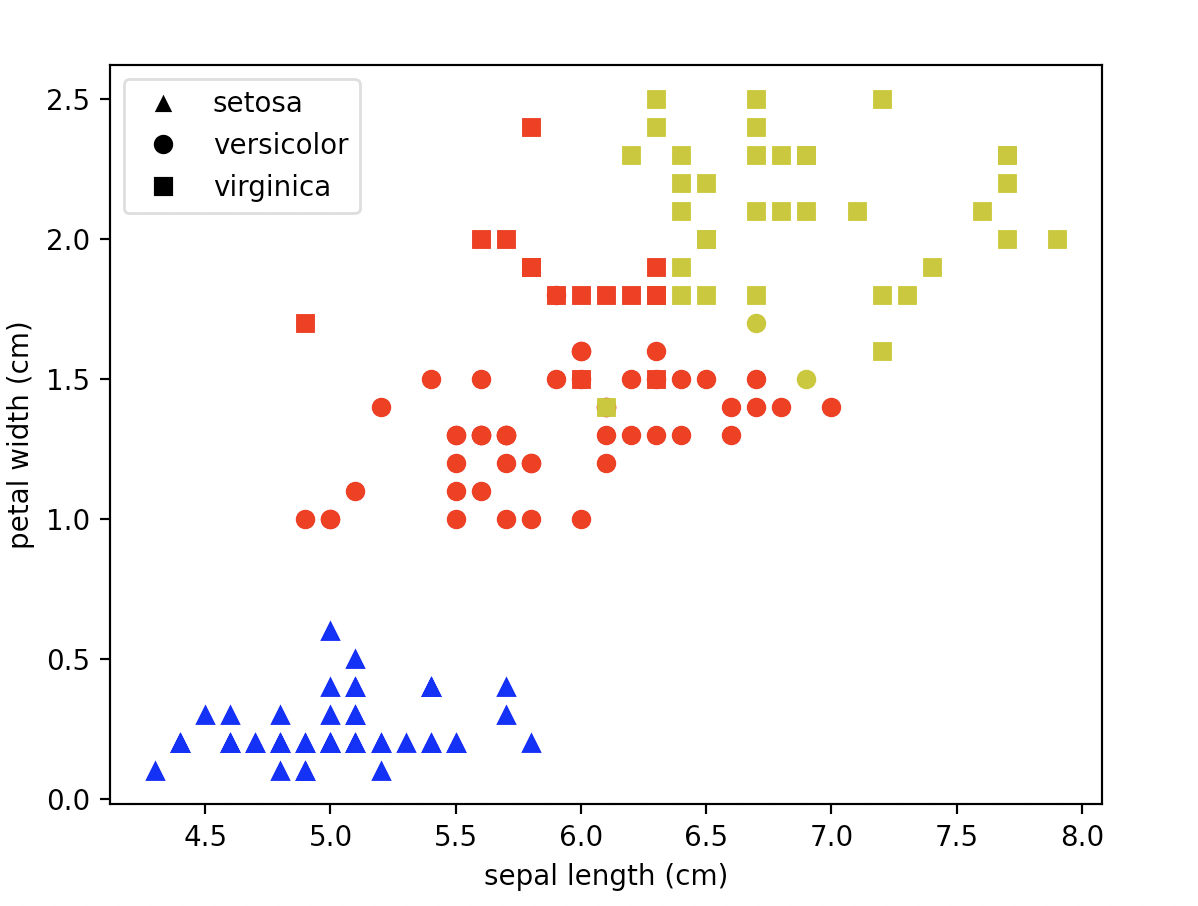 setosa
versicolor
virginica
petal width (cm)
2.5
2.0
1.5
1.0
0.5
0.0
4.5 5.0 5.5 6.0 6.5 7.0 7.5 8.0
sepal length (cm)